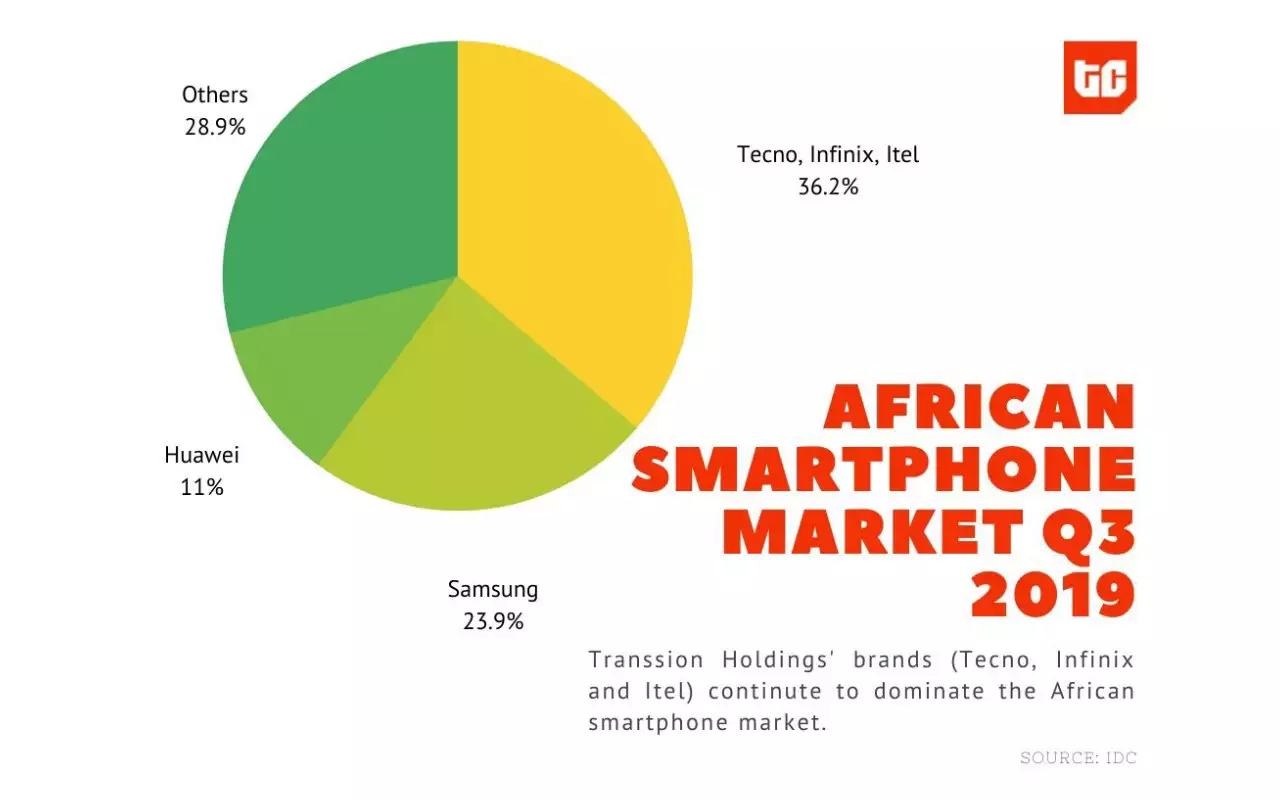 Others
28.9%
tc
Tecno, Infinix, Itel
36.2%
Huawei
11%
Samsung
23.9%
AFRICAN
SMARTPHONE
MARKET Q3
2019
Transsion Holdings' brands (Tecno, Infinix
and Itel) continute to dominate the African
smartphone market.
SOURCE: IDC